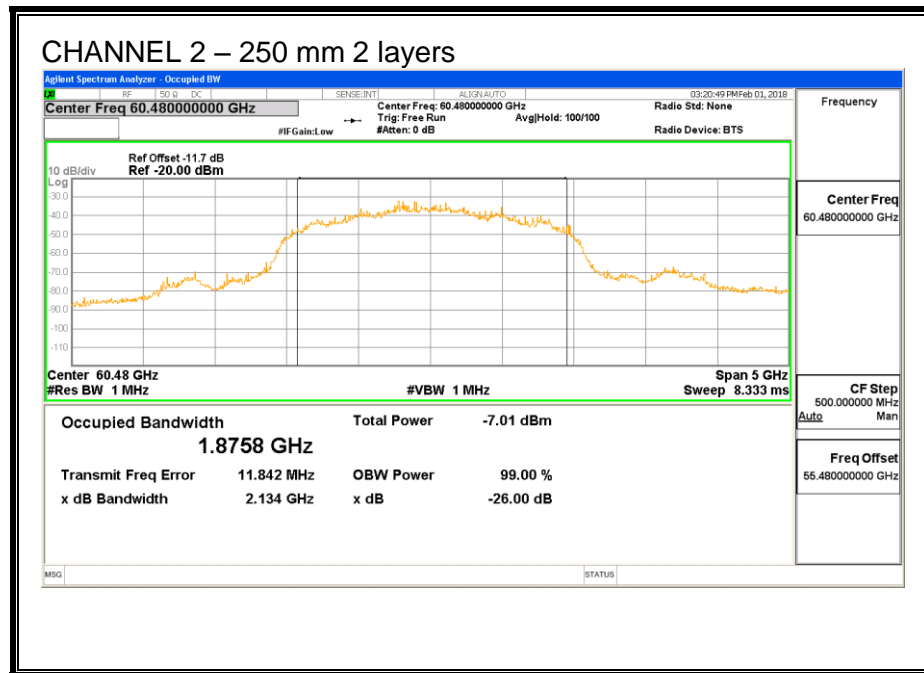 CHANNEL 2 – 250 mm 2 layers
Agilent Spectrum Analyzer - Occupied BW
RF 50 Ω DC SENSE:INT ALIGNAUTO 03:20:49 PM Feb 01, 2018
Center Freq 60.480000000 GHz Center Freq: 60.480000000 GHz Radio Std: None
Trig: Free Run Avg|Hold: 100/100
#IFGain:Low #Atten: 0 dB Radio Device: BTS
Ref Offset -11.7 dB
10 dB/div Ref -20.00 dBm
Log
-30.0
-40.0
-50.0
-60.0
-70.0
-80.0
-90.0
-100
-110
Center 60.48 GHz Span 5 GHz
#Res BW 1 MHz #VBW 1 MHz Sweep 8.333 ms
Occupied Bandwidth Total Power -7.01 dBm
1.8758 GHz
Transmit Freq Error 11.842 MHz OBW Power 99.00 %
x dB Bandwidth 2.134 GHz x dB -26.00 dB
MSG STATUS
Frequency
Center Freq
60.480000000 GHz
CF Step
500.000000 MHz
Auto Man
Freq Offset
55.480000000 GHz